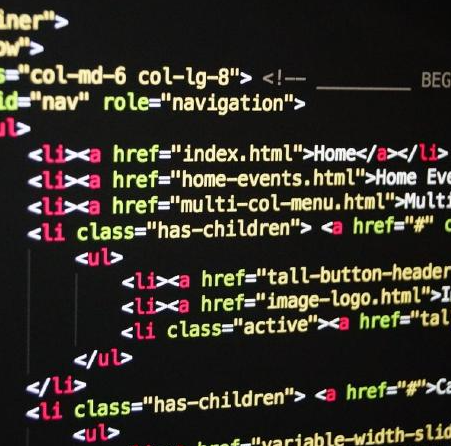 iner">
ow">
s="col-md-6 col-lg-8"> <!-- __________ BEG
id="nav" role="navigation">
ul>
<li><a href="index.html">Home</a></li>
<li><a href="home-events.html">Home Eve
<li><a href="multi-col-menu.html">Multi
<li class="has-children"> <a href="#" c
<ul>
<li><a href="tall-button-header
<li><a href="image-logo.html">I
<li class="active"><a href="tal
</ul>
</li>
<li class="has-children"> <a href="#">Ca
<ul>
href="variable-width-slid